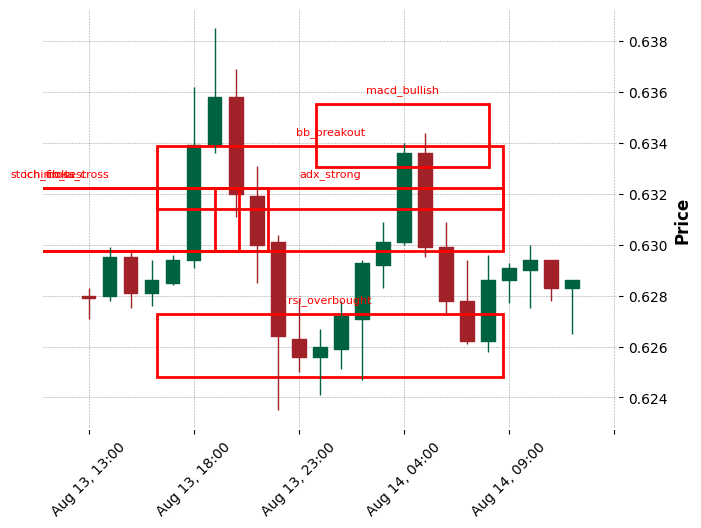 macd_bullish
bb_breakout
adx_strong
rsi_overbought
0.638
0.636
0.634
0.632
0.630
0.628
0.626
0.624
Price
Aug 13, 13:00
Aug 13, 18:00
Aug 13, 23:00
Aug 14, 04:00
Aug 14, 09:00